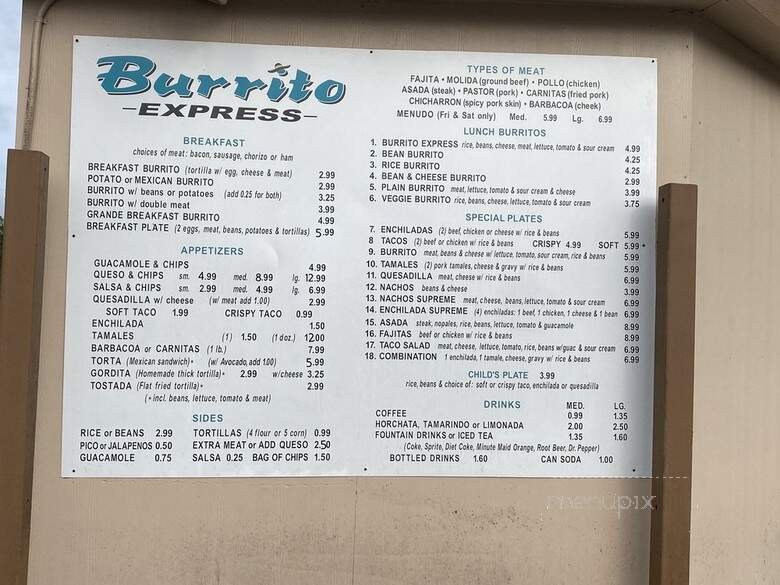 Burrito
-EXPRESS-
BREAKFAST
choices of meat: bacon, sausage, chorizo or ham
BREAKFAST BURRITO (tortilla w/ egg, cheese & meat) 2.99
POTATO or MEXICAN BURRITO 2.99
BURRITO w/ beans or potatoes (add 0.25 for both) 3.25
BURRITO w/ double meat 3.99
GRANDE BREAKFAST BURRITO 4.99
BREAKFAST PLATE (2 eggs, meat, beans, potatoes & tortillas) 5.99
APPETIZERS
GUACAMOLE & CHIPS 4.99
QUESO & CHIPS sm. 4.99 med. 8.99 lg. 12.99
SALSA & CHIPS sm. 2.99 med. 4.99 lg. 6.99
QUESADILLA w/ cheese (w/ meat add 1.00) 2.99
SOFT TACO 1.99 CRISPY TACO 0.99
ENCHILADA 1.50
TAMALES (1) 1.50 (1 doz.) 12.00
BARBACOA or CARNITAS (1 lb.) 7.99
TORTA (Mexican sandwich)* (w/ Avocado, add 1.00) 5.99
GORDITA (Homemade thick tortilla)* 2.99 w/cheese 3.25
TOSTADA (Flat fried tortilla)* 2.99
(*incl. beans, lettuce, tomato & meat)
SIDES
RICE or BEANS 2.99 TORTILLAS (4 flour or 5 corn) 0.99
PICO or JALAPENOS 0.50 EXTRA MEAT or ADD QUESO 2.50
GUACAMOLE 0.75 SALSA 0.25 BAG OF CHIPS 1.50
TYPES OF MEAT
FAJITA • MOLIDA (ground beef) • POLLO (chicken)
ASADA (steak) • PASTOR (pork) • CARNITAS (fried pork)
CHICHARRON (spicy pork skin) • BARBACOA (cheek)
MENUDO (Fri & Sat only) Med. 5.99 Lg. 6.99
LUNCH BURRITOS
1. BURRITO EXPRESS rice, beans, cheese, meat, lettuce, tomato & sour cream 4.99
2. BEAN BURRITO 4.25
3. RICE BURRITO 4.25
4. BEAN & CHEESE BURRITO 2.99
5. PLAIN BURRITO meat, lettuce, tomato & sour cream & cheese 3.99
6. VEGGIE BURRITO rice, beans, cheese, lettuce, tomato & sour cream 3.75
SPECIAL PLATES
7. ENCHILADAS (2) beef, chicken or cheese w/ rice & beans 5.99
8 TACOS (2) beef or chicken w/ rice & beans CRISPY 4.99 SOFT 5.99
9. BURRITO meat, beans & cheese w/ lettuce, tomato, sour cream, rice & beans 5.99
10. TAMALES (2) pork tamales, cheese & gravy w/ rice & beans 5.99
11. QUESADILLA meat, cheese w/ rice & beans 6.99
12. NACHOS beans & cheese 3.99
13. NACHOS SUPREME meat, cheese, beans, lettuce, tomato & sour cream 6.99
14. ENCHILADA SUPREME (4) enchiladas: 1 beef, 1 chicken, 1 cheese & 1 bean 6.99
15. ASADA steak, nopales, rice, beans, lettuce, tomato & guacamole 8.99
16. FAJITAS beef or chicken w/ rice & beans 8.99
17. TACO SALAD meat, cheese, lettuce, tomato, rice, beans w/guac & sour cream 6.99
18. COMBINATION 1 enchilada, 1 tamale, cheese, gravy w/ rice & beans 6.99
CHILD'S PLATE 3.99
rice, beans & choice of: soft or crispy taco, enchilada or quesadilla
DRINKS MED. LG.
COFFEE 0.99 1.35
HORCHATA, TAMARINDO or LIMONADA 2.00 2.50
FOUNTAIN DRINKS or ICED TEA 1.35 1.60
(Coke, Sprite, Diet Coke, Minute Maid Orange, Root Beer, Dr. Pepper)
BOTTLED DRINKS 1.60 CAN SODA 1.00
menupix